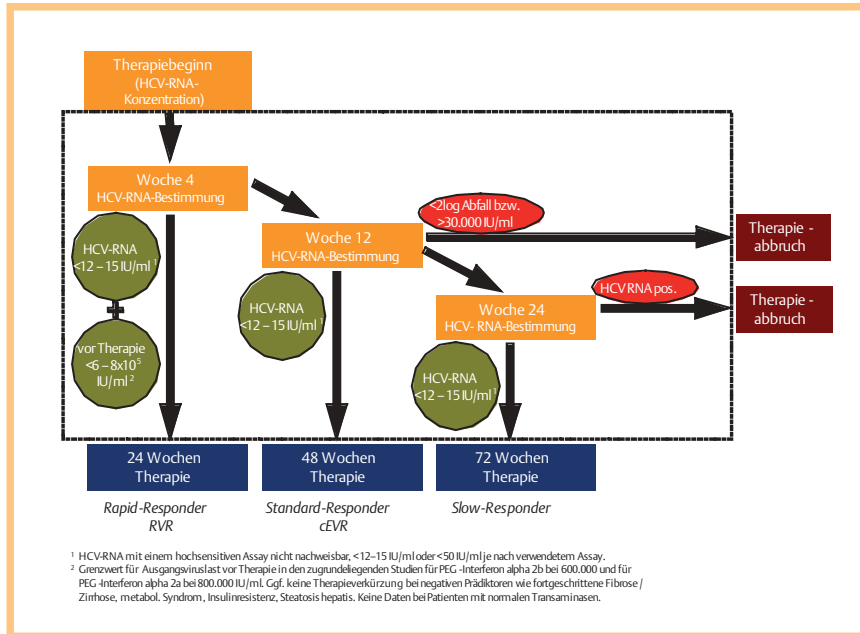 Therapiebeginn
(HCV-RNA-
Konzentration)
Woche 4
HCV-RNA-Bestimmung
HCV-RNA
<12 – 15 IU/ml ¹
+
vor Therapie
<6 – 8x10⁵
IU/ml ²
Woche 12
HCV-RNA-Bestimmung
<2log Abfall bzw.
>30.000 IU/ml
Therapie -
abbruch
HCV-RNA
<12 – 15 IU/ml ¹
Woche 24
HCV- RNA-Bestimmung
HCV RNA pos.
Therapie -
abbruch
HCV-RNA
<12 – 15 IU/ml ¹
24 Wochen
Therapie
48 Wochen
Therapie
72 Wochen
Therapie
Rapid-Responder
RVR
Standard-Responder
cEVR
Slow-Responder
¹ HCV-RNA mit einem hochsensitiven Assay nicht nachweisbar, <12–15 IU/ml oder <50 IU/ml je nach verwendetem Assay.
² Grenzwert für Ausgangsviruslast vor Therapie in den zugrundeliegenden Studien für PEG -Interferon alpha 2b bei 600.000 und für
PEG -Interferon alpha 2a bei 800.000 IU/ml. Ggf. keine Therapieverkürzung bei negativen Prädiktoren wie fortgeschrittene Fibrose /
Zirrhose, metabol. Syndrom, Insulinresistenz, Steatosis hepatis. Keine Daten bei Patienten mit normalen Transaminasen.